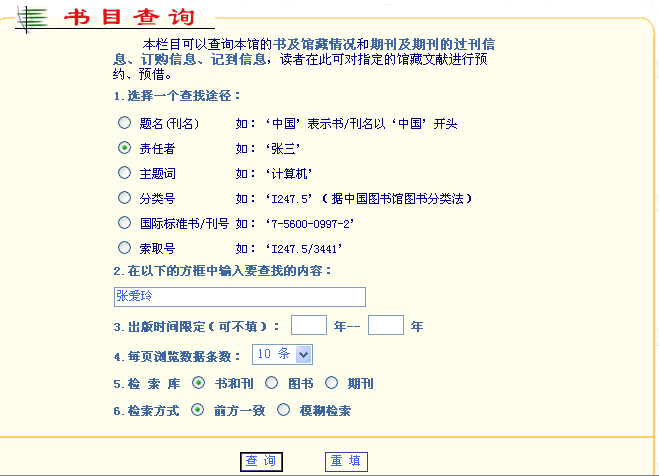 书目查询
本栏目可以查询本馆的书及馆藏情况和期刊及期刊的过刊信
息、订购信息、记到信息，读者在此可对指定的馆藏文献进行预
约、预借。
1.选择一个查找途径：
题名(刊名) 如：‘中国’表示书/刊名以‘中国’开头
责任者 如：‘张三’
主题词 如：‘计算机’
分类号 如：‘I247.5’(据中国图书馆图书分类法)
国际标准书/刊号 如：‘7-5600-0997-2’
索取号 如：‘I247.5/3441’
2.在以下的方框中输入要查找的内容：
张爱玲
3.出版时间限定(可不填)： 年-- 年
4.每页浏览数据条数： 10 条
5.检 索 库 书和刊 图书 期刊
6.检索方式 前方一致 模糊检索
查 询 重 填